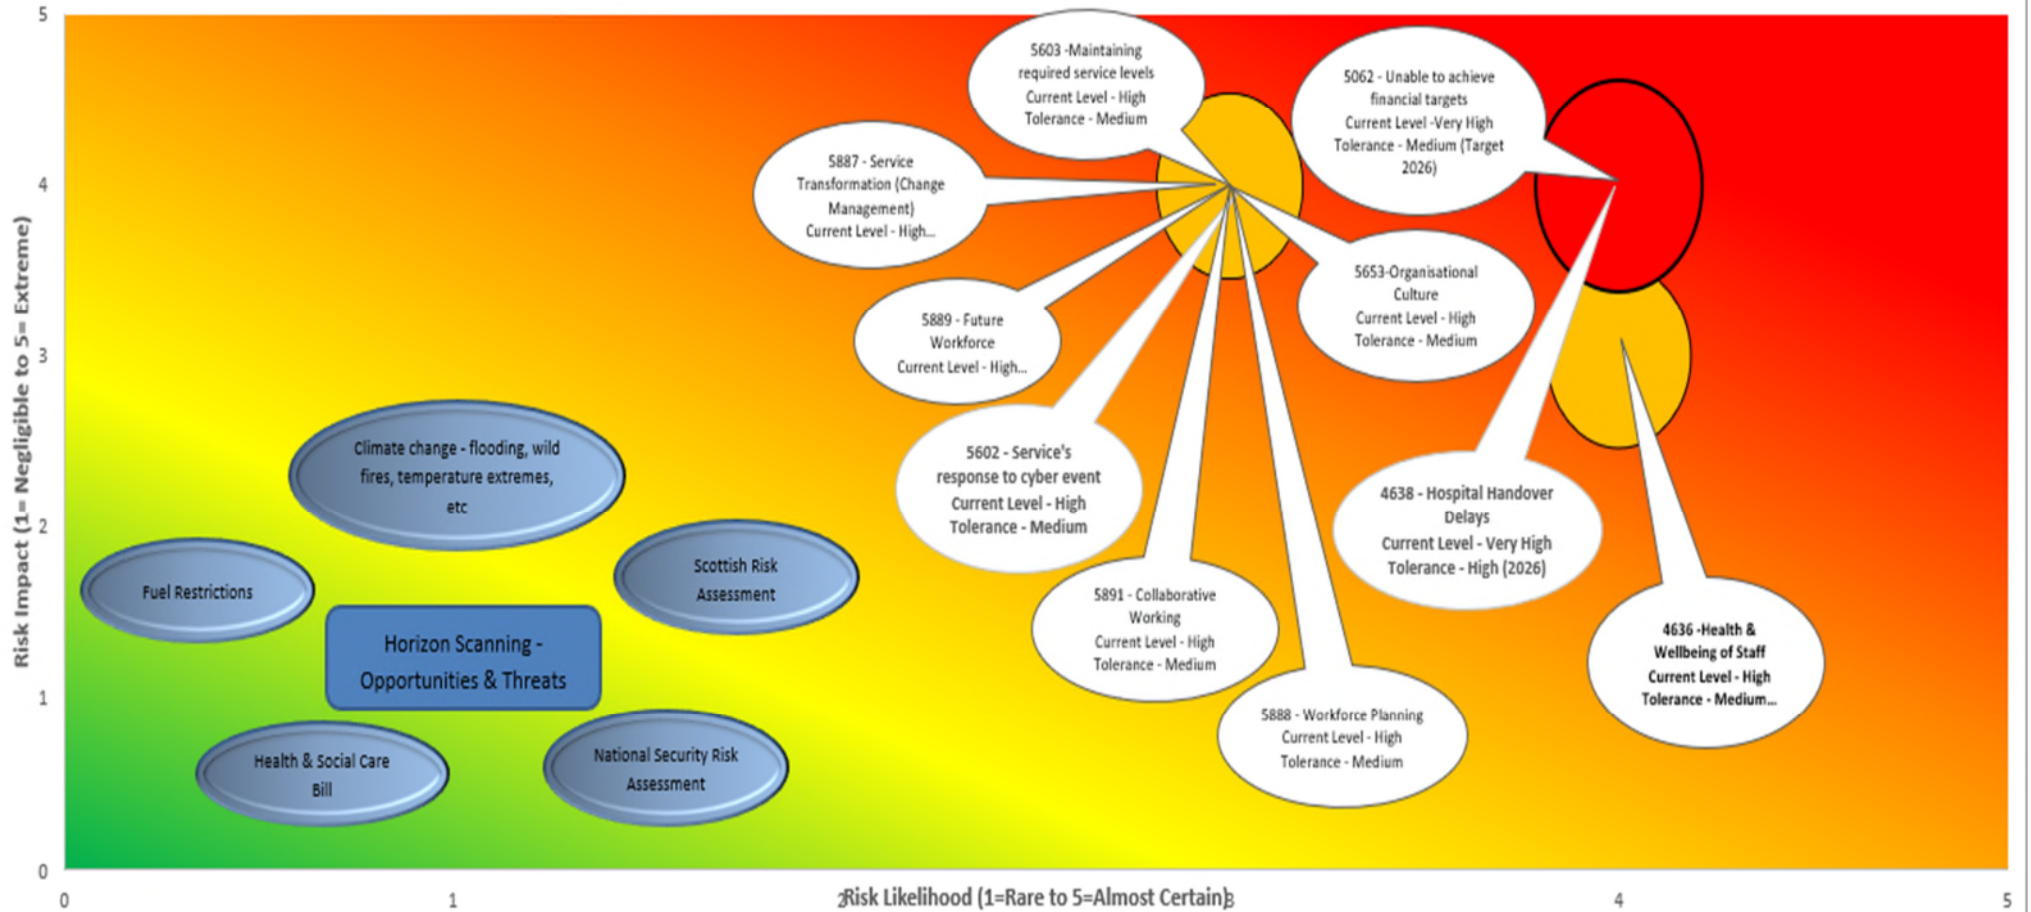 5
4
3
2
1
0
Risk Impact (1= Negligible to 5= Extreme)
5603 -Maintaining
required service levels
Current Level - High
Tolerance - Medium
5062 - Unable to achieve
financial targets
Current Level -Very High
Tolerance - Medium (Target
2026)
5887 - Service
Transformation (Change
Management)
Current Level - High...
5889 - Future
Workforce
Current Level - High...
5653-Organisational
Culture
Current Level - High
Tolerance - Medium
5602 - Service's
response to cyber event
Current Level - High
Tolerance - Medium
4638 - Hospital Handover
Delays
Current Level - Very High
Tolerance - High (2026)
5891 - Collaborative
Working
Current Level - High
Tolerance - Medium
4636 -Health &
Wellbeing of Staff
Current Level - High
Tolerance - Medium...
5888 - Workforce Planning
Current Level - High
Tolerance - Medium
Climate change - flooding, wild
fires, temperature extremes,
etc
Fuel Restrictions
Scottish Risk
Assessment
Horizon Scanning -
Opportunities & Threats
Health & Social Care
Bill
National Security Risk
Assessment
0
1
2
3
4
5
Risk Likelihood (1=Rare to 5=Almost Certain)